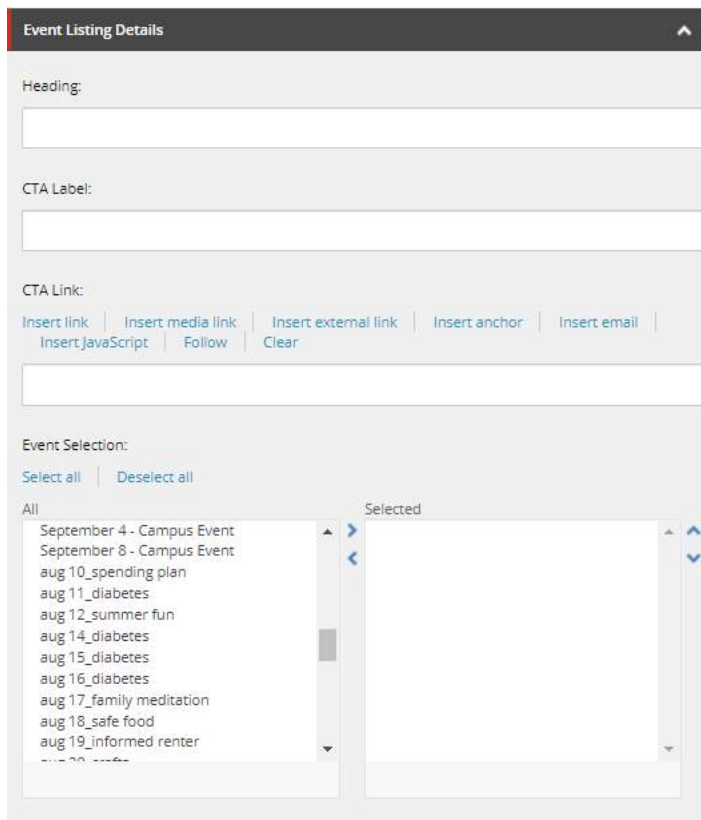 Event Listing Details
Heading:
CTA Label:
CTA Link:
Insert link Insert media link Insert external link Insert anchor Insert email
Insert JavaScript Follow Clear
Event Selection:
Select all Deselect all
All Selected
September 4 - Campus Event
September 8 - Campus Event
aug 10_spending plan
aug 11_diabetes
aug 12_summer fun
aug 14_diabetes
aug 15_diabetes
aug 16_diabetes
aug 17_family meditation
aug 18_safe food
aug 19_informed renter